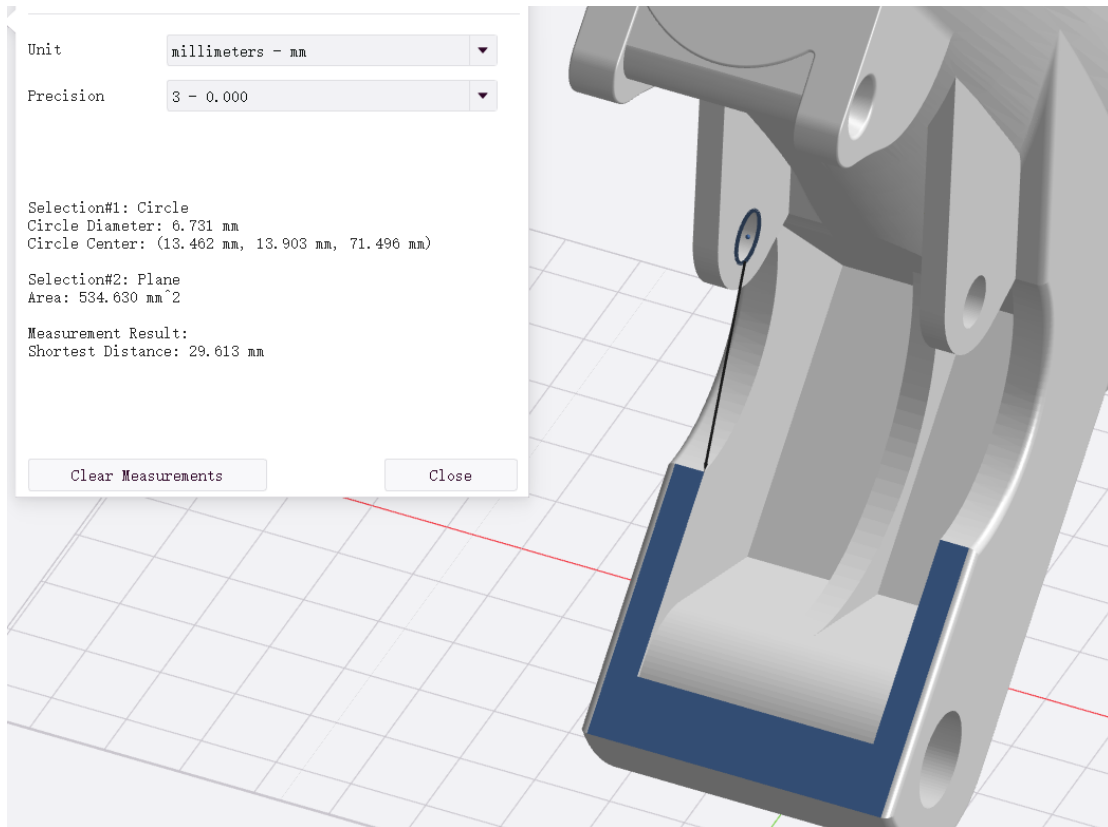 Unit
millimeters - mm
Precision
3 - 0.000
Selection#1: Circle
Circle Diameter: 6.731 mm
Circle Center: (13.462 mm, 13.903 mm, 71.496 mm)
Selection#2: Plane
Area: 534.630 mm^2
Measurement Result:
Shortest Distance: 29.613 mm
Clear Measurements
Close